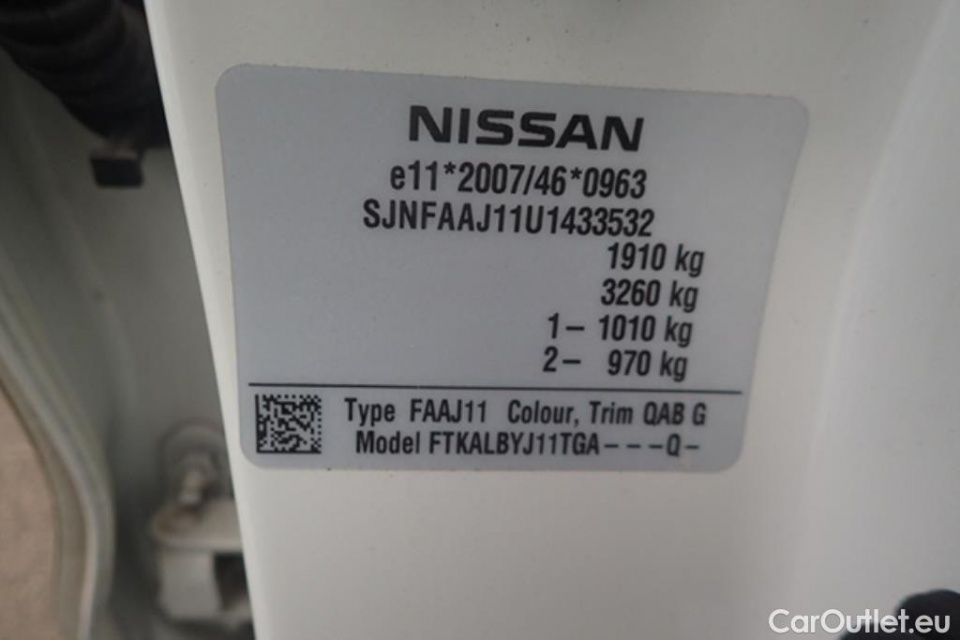 NISSAN
e11*2007/46*0963
SJNFAAJ11U1433532
1910 kg
3260 kg
1– 1010 kg
2– 970 kg
Type FAAJ11 Colour, Trim QAB G
Model FTKALBYJ11TGA– – –Q–
CarOutlet.eu